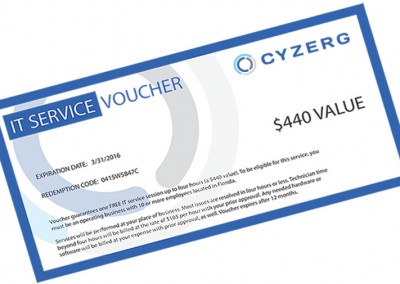 CYZERG
IT SERVICE VOUCHER
$440 VALUE
EXPIRATION DATE: 3/31/2016
REDEMPTION CODE: 0415WS847C
Voucher guarantees one FREE IT service session up to four hours (a $440 value). To be eligible for this service, you
must be an operating business with 10 or more employees located in Florida.
Services will be performed at your place of business. Most issues are resolved in four hours or less. Technician time
beyond four hours will be billed at the rate of $105 per hour with your prior approval. Any needed hardware or
software will be billed at your expense with prior approval, as well. Voucher expires after 12 months.